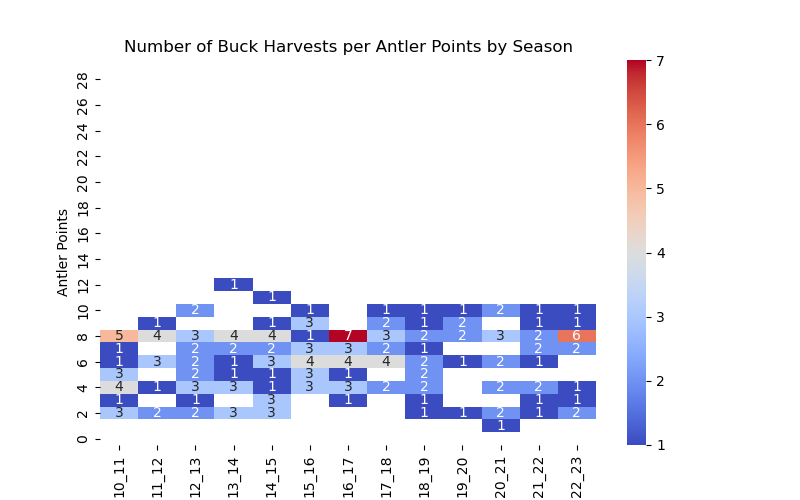 Number of Buck Harvests per Antler Points by Season
Antler Points
28
26
24
22
20
18
16
14
12 1
1
10 2 1 1 1 1 2 1 1
1 1 3 2 1 2 1 1
8 5 4 3 4 4 1 7 3 2 2 3 2 6
1 2 2 2 3 3 2 1 2 2
6 1 3 2 1 3 4 4 4 2 1 2 1
3 2 1 1 3 1 2
4 4 1 3 3 1 3 3 2 2 2 2 1
1 1 3 1 1 1 1
2 3 2 2 3 3 1 1 2 1 2
1
0
10_11 11_12 12_13 13_14 14_15 15_16 16_17 17_18 18_19 19_20 20_21 21_22 22_23
7
6
5
4
3
2
1